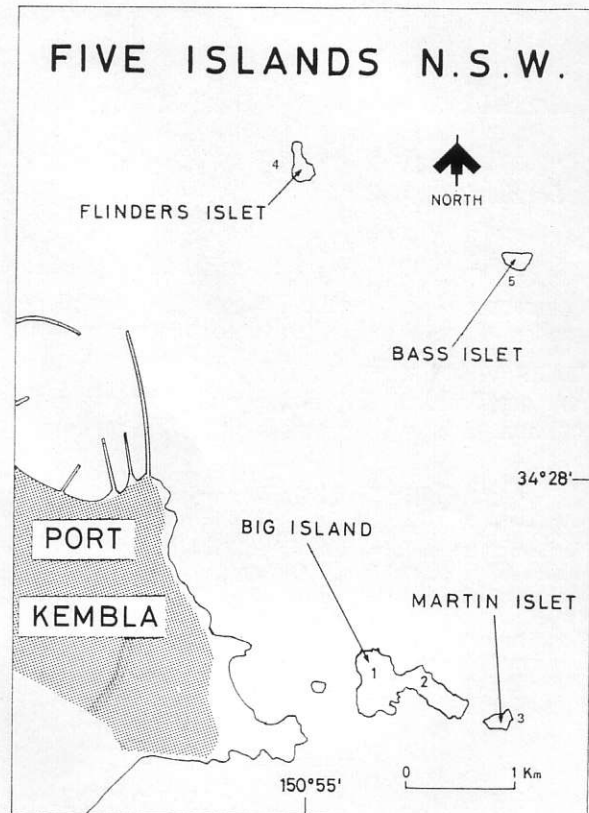 FIVE ISLANDS N.S.W.
4
FLINDERS ISLET
NORTH
5
BASS ISLET
34°28'
BIG ISLAND
PORT
KEMBLA
MARTIN ISLET
1
2
3
150°55'
0 1 Km